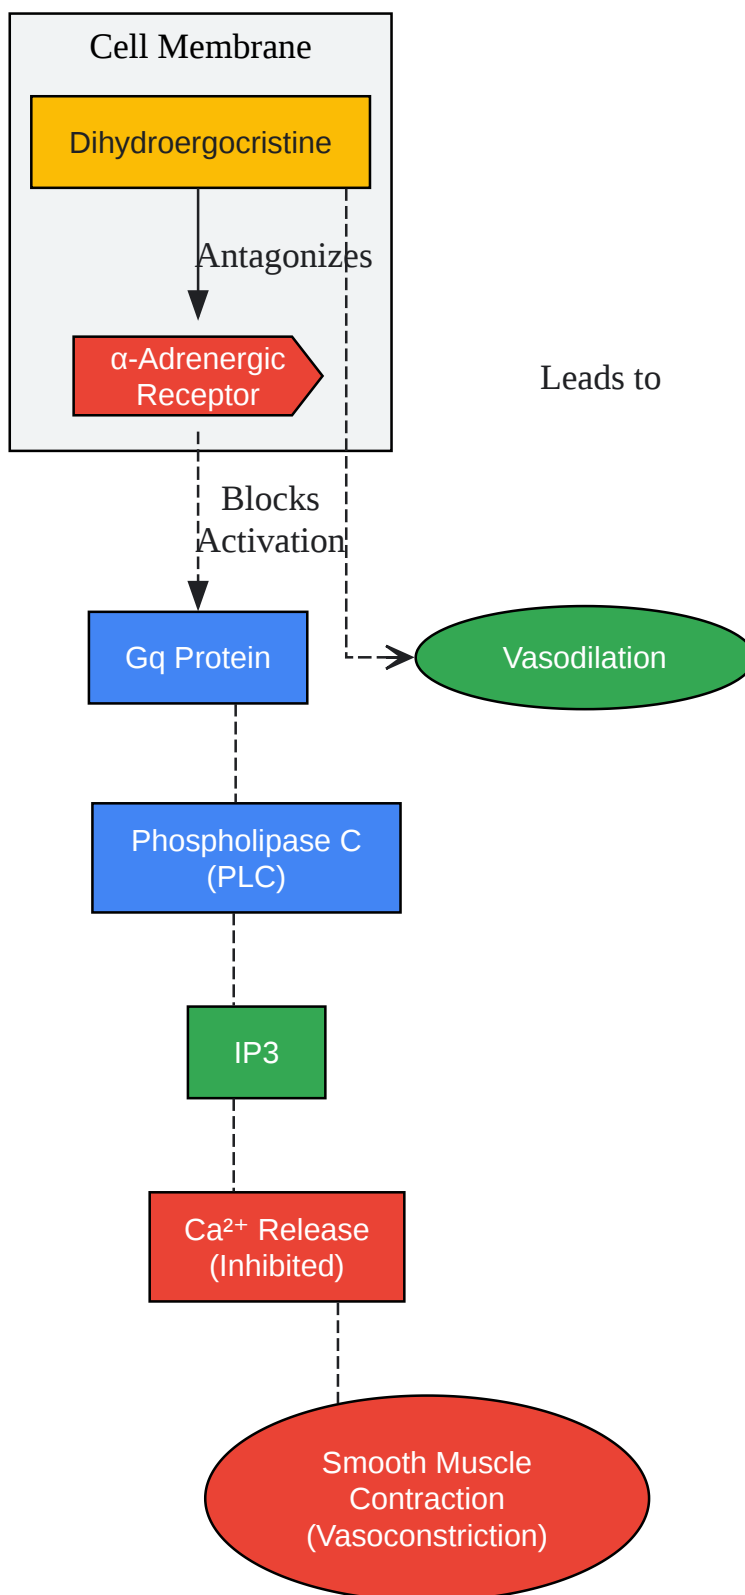 Cell Membrane
Dihydroergocristine
Antagonizes
α-Adrenergic
Receptor
Leads to
Blocks
Activation
Gq Protein
Vasodilation
Phospholipase C
(PLC)
IP3
Ca²⁺ Release
(Inhibited)
Smooth Muscle
Contraction
(Vasoconstriction)